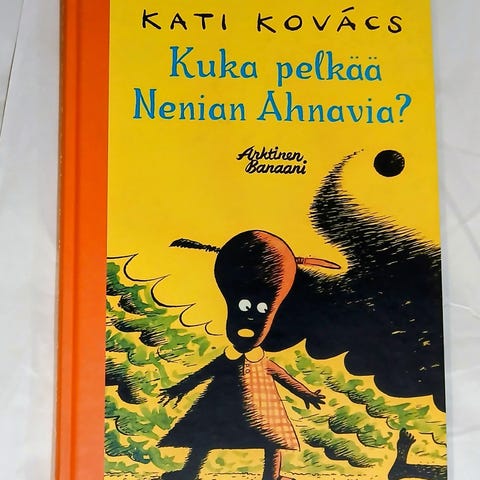 KATI KOVÁCS
Kuka pelkää
Nenian Ahnavia?
Arktinen
Banaani